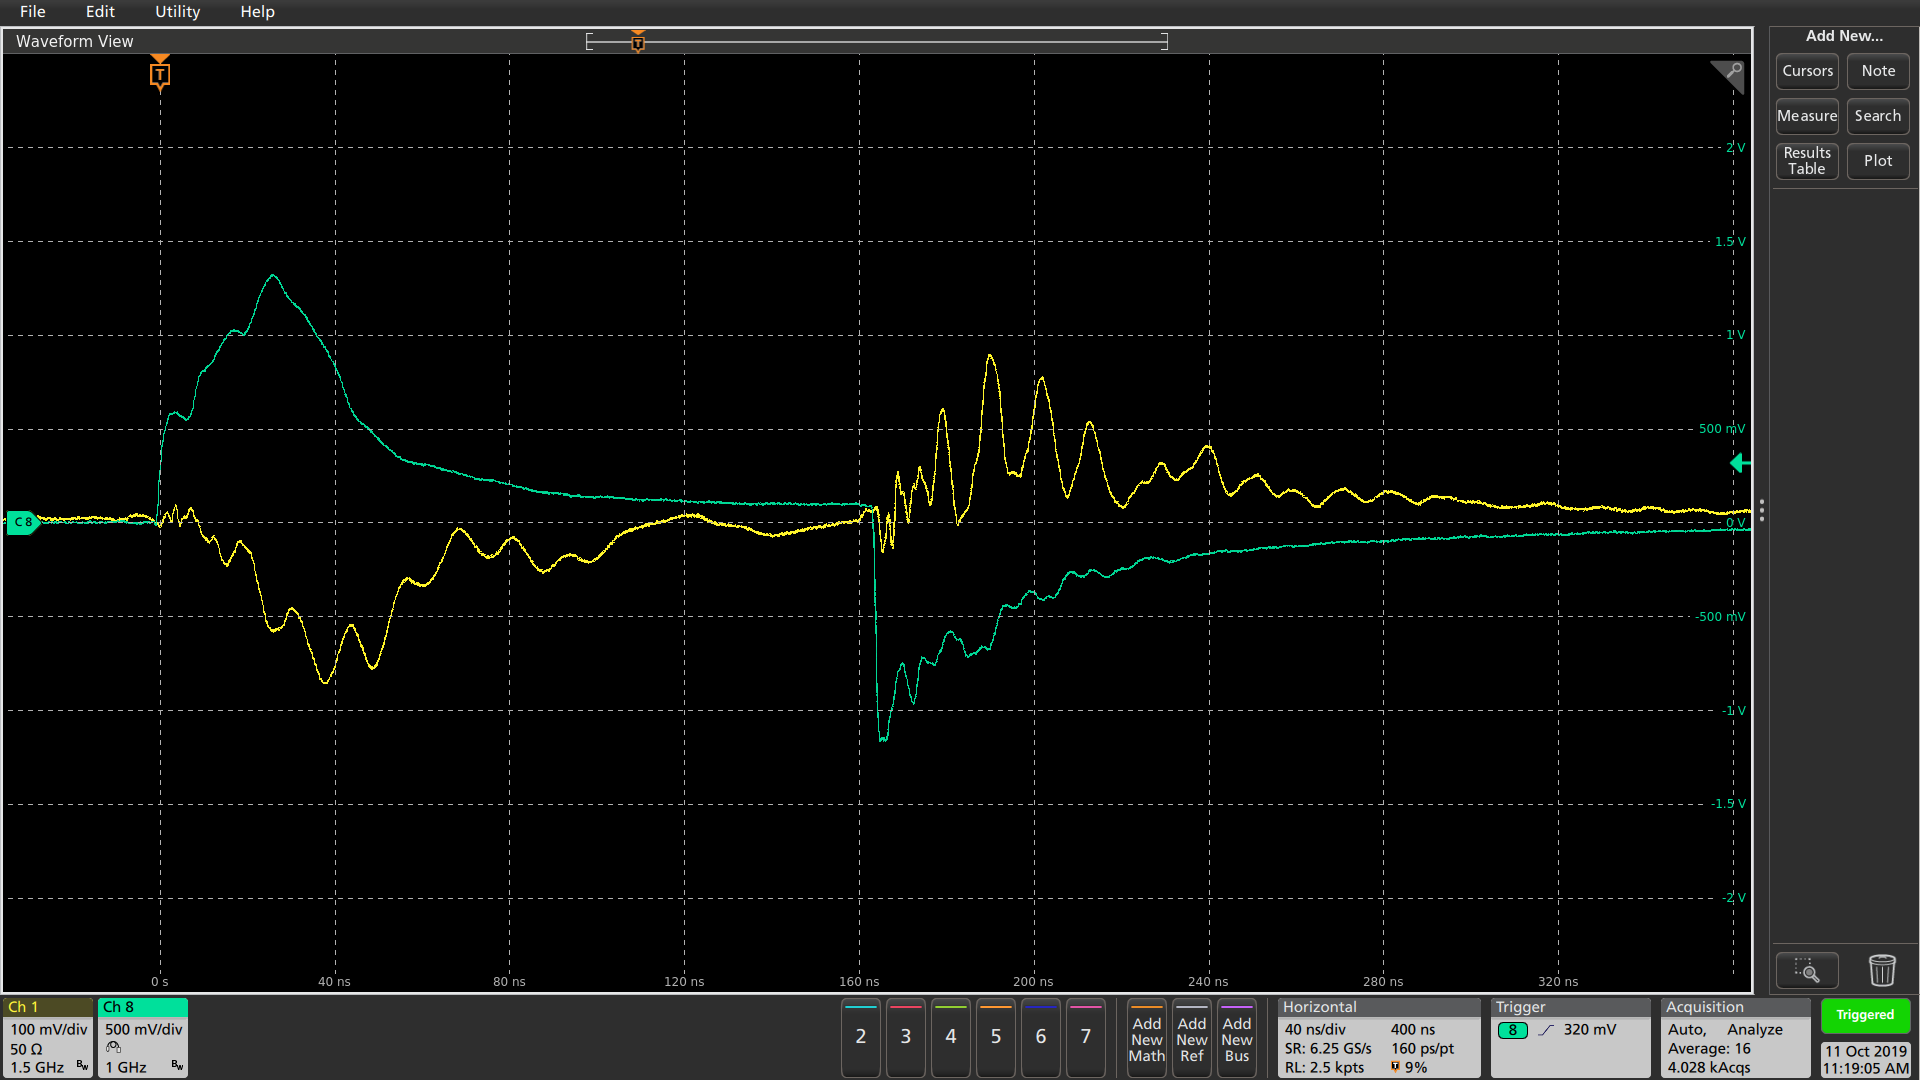 File Edit Utility Help
Waveform View
Add New...
T
T
Cursors Note
Measure Search
Results Table Plot
2 V
1.5 V
1 V
500 mV
C 8
0 V
-500 mV
-1 V
-1.5 V
-2 V
0 s 40 ns 80 ns 120 ns 160 ns 200 ns 240 ns 280 ns 320 ns
Ch 1
100 mV/div
50 Ω
1.5 GHz Bw
Ch 8
500 mV/div
1 GHz Bw
2 3 4 5 6 7
Add New Math
Add New Ref
Add New Bus
Horizontal
40 ns/div 400 ns
SR: 6.25 GS/s 160 ps/pt
RL: 2.5 kpts T 9%
Trigger
8 320 mV
Acquisition
Auto, Analyze
Average: 16
4.028 kAcqs
Triggered
11 Oct 2019
11:19:05 AM